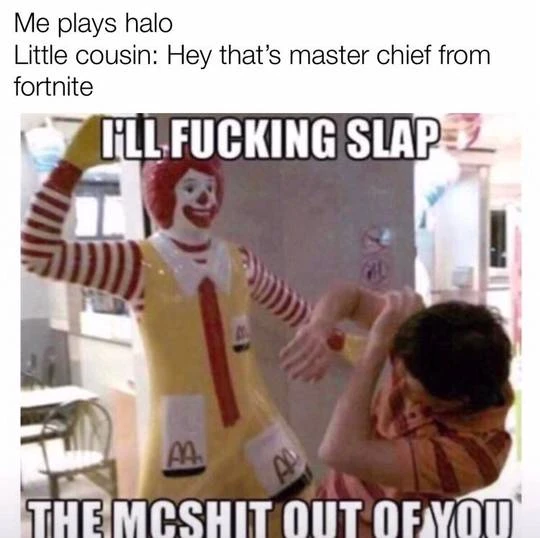 Me plays halo
Little cousin: Hey that's master chief from
fortnite
I'LL FUCKING SLAP
THE MCSHIT OUT OF YOU